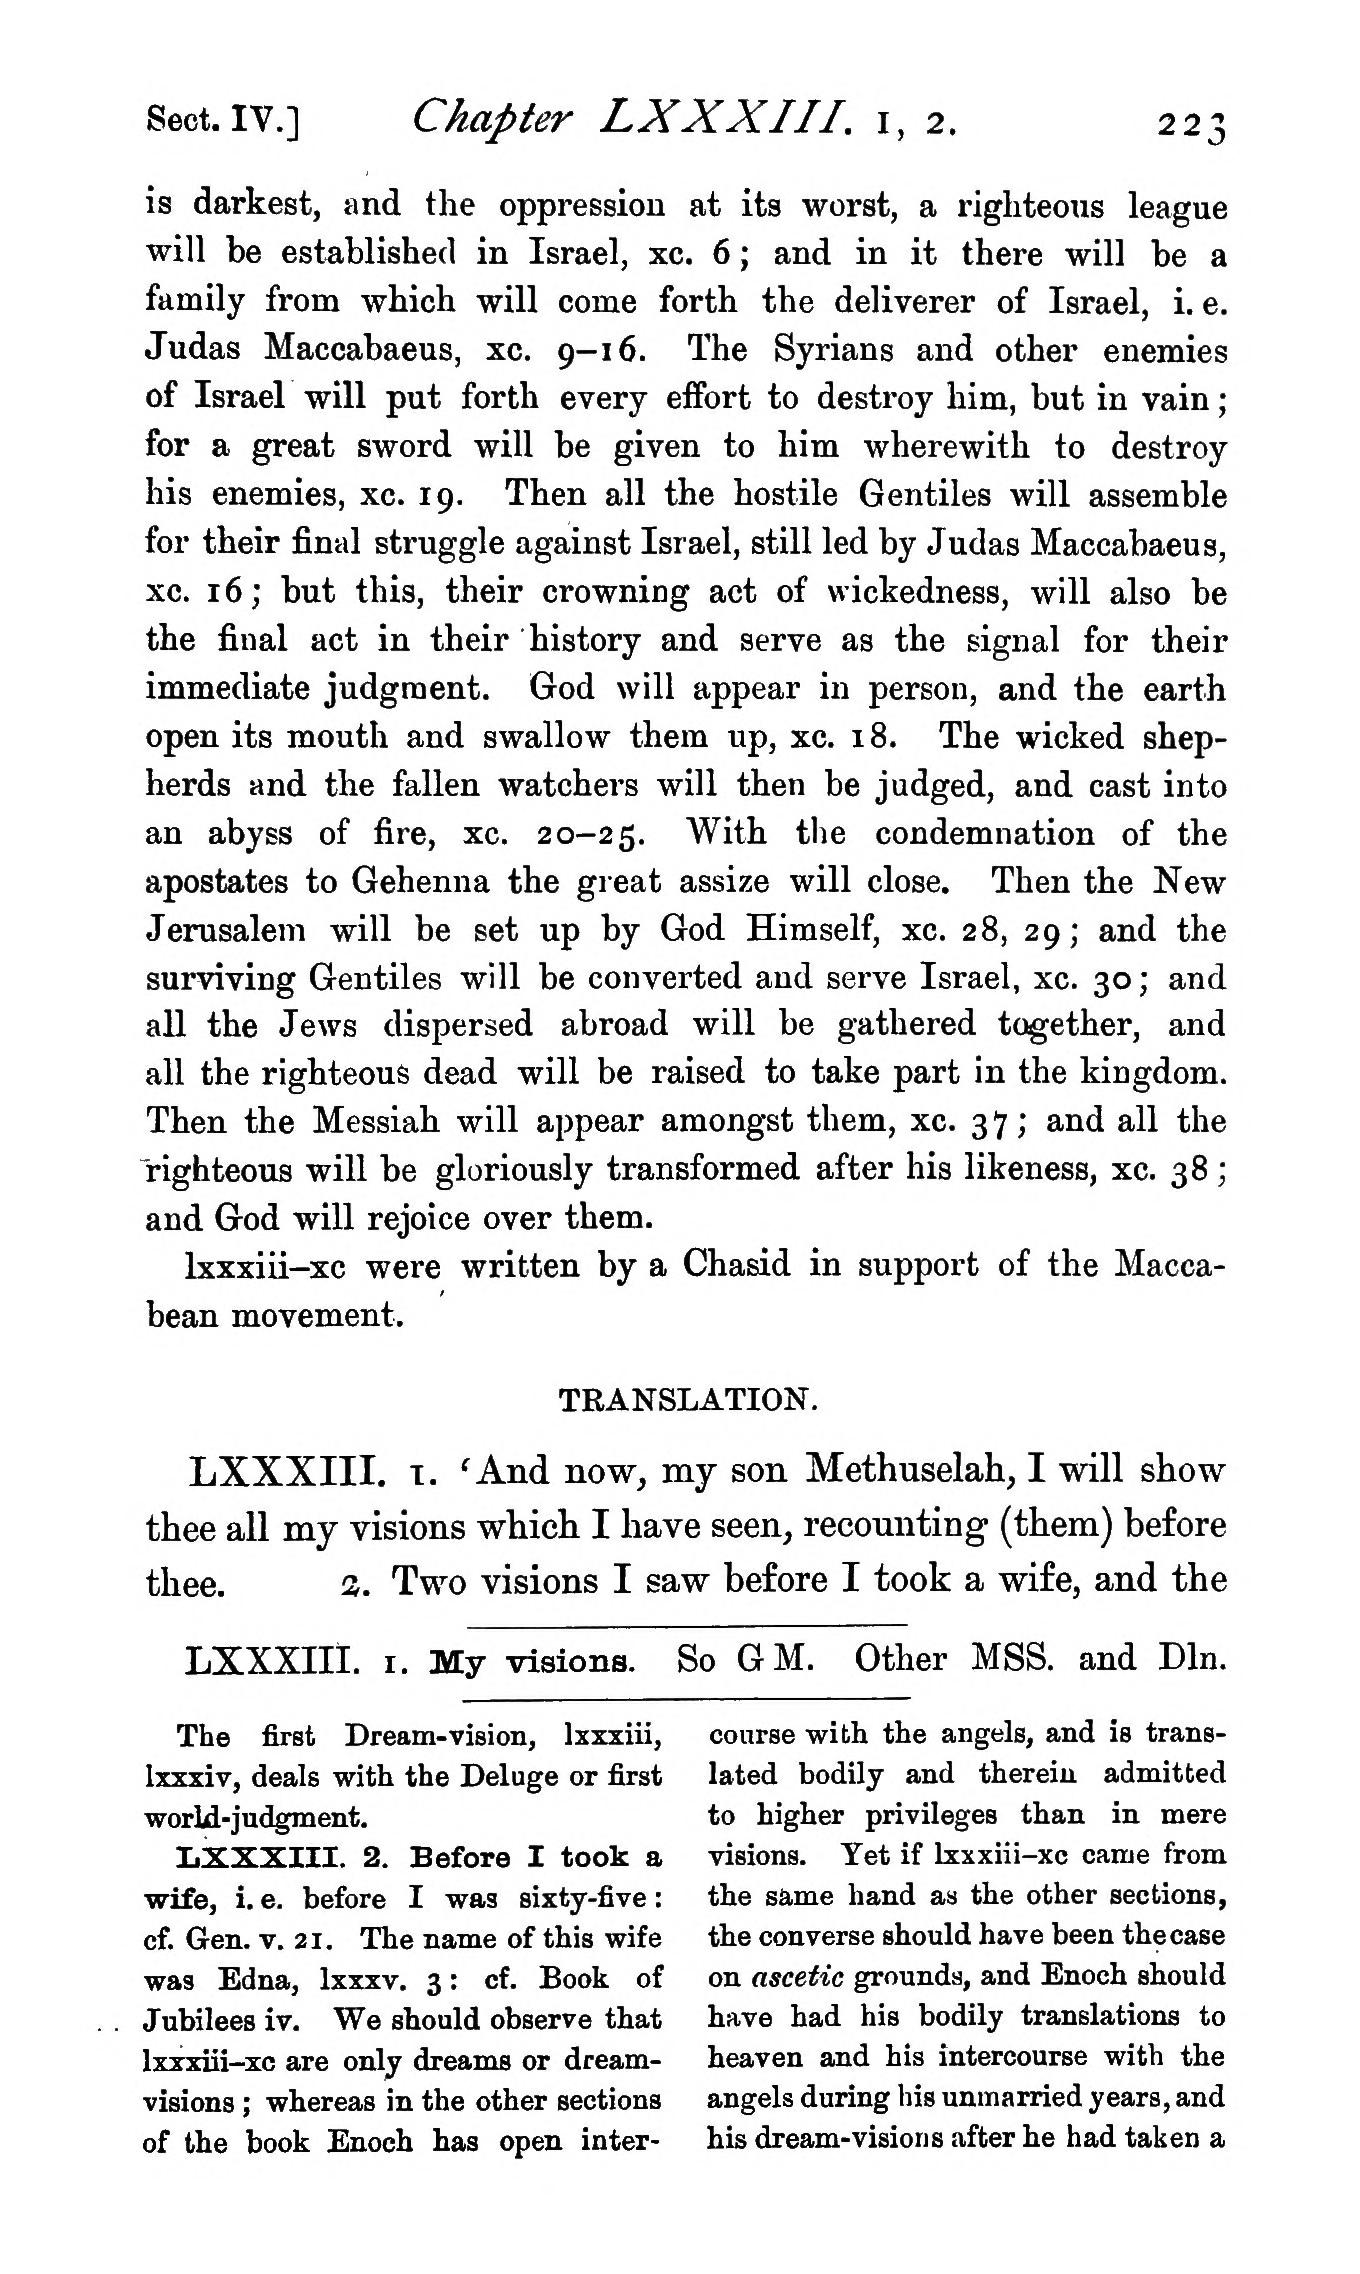 Sect. IV.] Chapter LXXXIII. 1, 2. 223
is darkest, and the oppression at its worst, a righteous league
will be established in Israel, xc. 6 ; and in it there will be a
family from which will come forth the deliverer of Israel, i. e.
Judas Maccabaeus, xc. 9–16. The Syrians and other enemies
of Israel will put forth every effort to destroy him, but in vain ;
for a great sword will be given to him wherewith to destroy
his enemies, xc. 19. Then all the hostile Gentiles will assemble
for their final struggle against Israel, still led by Judas Maccabaeus,
xc. 16 ; but this, their crowning act of wickedness, will also be
the final act in their history and serve as the signal for their
immediate judgment. God will appear in person, and the earth
open its mouth and swallow them up, xc. 18. The wicked shep-
herds and the fallen watchers will then be judged, and cast into
an abyss of fire, xc. 20–25. With the condemnation of the
apostates to Gehenna the great assize will close. Then the New
Jerusalem will be set up by God Himself, xc. 28, 29 ; and the
surviving Gentiles will be converted and serve Israel, xc. 30 ; and
all the Jews dispersed abroad will be gathered together, and
all the righteous dead will be raised to take part in the kingdom.
Then the Messiah will appear amongst them, xc. 37 ; and all the
righteous will be gloriously transformed after his likeness, xc. 38 ;
and God will rejoice over them.
lxxxiii–xc were written by a Chasid in support of the Macca-
bean movement.
TRANSLATION.
LXXXIII. 1. ‘And now, my son Methuselah, I will show
thee all my visions which I have seen, recounting (them) before
thee. 2. Two visions I saw before I took a wife, and the
LXXXIII. 1. My visions. So G M. Other MSS. and Dln.
The first Dream-vision, lxxxiii,
lxxxiv, deals with the Deluge or first
world-judgment.
LXXXIII. 2. Before I took a
wife, i. e. before I was sixty-five :
cf. Gen. v. 21. The name of this wife
was Edna, lxxxv. 3 : cf. Book of
Jubilees iv. We should observe that
lxxxiii–xc are only dreams or dream-
visions ; whereas in the other sections
of the book Enoch has open inter-
course with the angels, and is trans-
lated bodily and therein admitted
to higher privileges than in mere
visions. Yet if lxxxiii–xc came from
the same hand as the other sections,
the converse should have been the case
on ascetic grounds, and Enoch should
have had his bodily translations to
heaven and his intercourse with the
angels during his unmarried years, and
his dream-visions after he had taken a